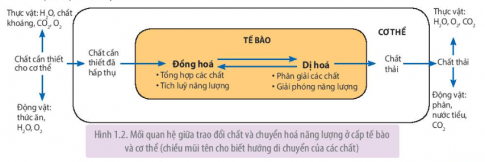 Thực vật: H₂O, chất
khoáng, CO₂, O₂
Chất cần thiết
cho cơ thể
Động vật:
thức ăn,
H₂O, O₂
Chất cần
thiết đã
hấp thụ
TẾ BÀO
Đồng hoá
• Tổng hợp các chất
• Tích luỹ năng lượng
Dị hoá
• Phân giải các chất
• Giải phóng năng lượng
CƠ THỂ
Chất
thải
Thực vật:
H₂O, O₂, CO₂
Chất thải
Động vật:
phân,
nước tiểu,
CO₂
Hình 1.2. Mối quan hệ giữa trao đổi chất và chuyển hoá năng lượng ở cấp tế bào
và cơ thể (chiều mũi tên cho biết hướng di chuyển của các chất)